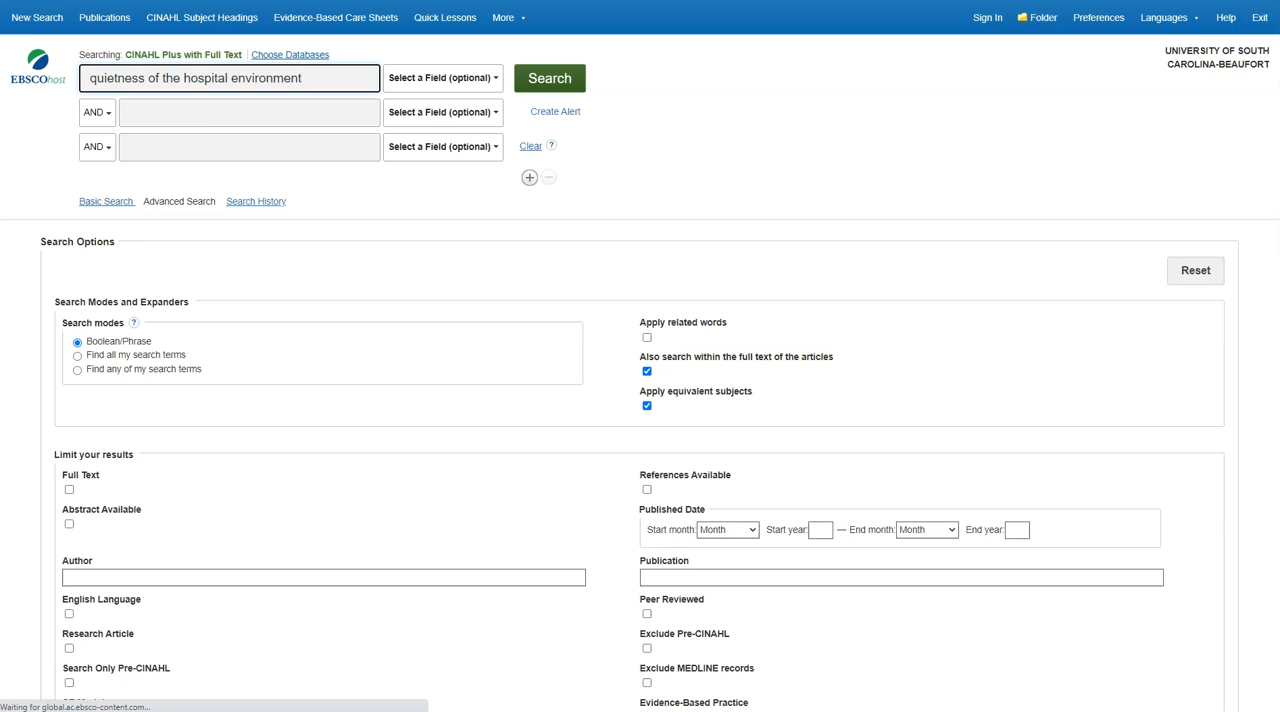 New Search Publications CINAHL Subject Headings Evidence-Based Care Sheets Quick Lessons More Sign In Folder Preferences Languages Help Exit
EBSCOhost
Searching: CINAHL Plus with Full Text Choose Databases
UNIVERSITY OF SOUTH
CAROLINA-BEAUFORT
quietness of the hospital environment Select a Field (optional) Search
AND Select a Field (optional) Create Alert
AND Select a Field (optional) Clear ?
Basic Search Advanced Search Search History
Search Options
Reset
Search Modes and Expanders
Search modes ?
Boolean/Phrase
Find all my search terms
Find any of my search terms
Apply related words
Also search within the full text of the articles
Apply equivalent subjects
Limit your results
Full Text
References Available
Abstract Available
Published Date
Start month: Month Start year: — End month: Month End year:
Author
Publication
English Language
Peer Reviewed
Research Article
Exclude Pre-CINAHL
Search Only Pre-CINAHL
Exclude MEDLINE records
Evidence-Based Practice
Waiting for global.ac.ebsco-content.com...